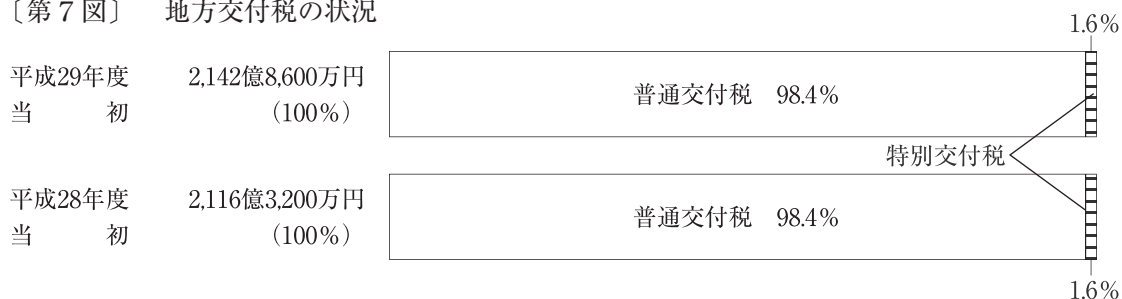 〔第7図〕 地方交付税の状況
1.6%
平成29年度 2,142億8,600万円
当初 (100%)
普通交付税 98.4%
特別交付税
平成28年度 2,116億3,200万円
当初 (100%)
普通交付税 98.4%
1.6%